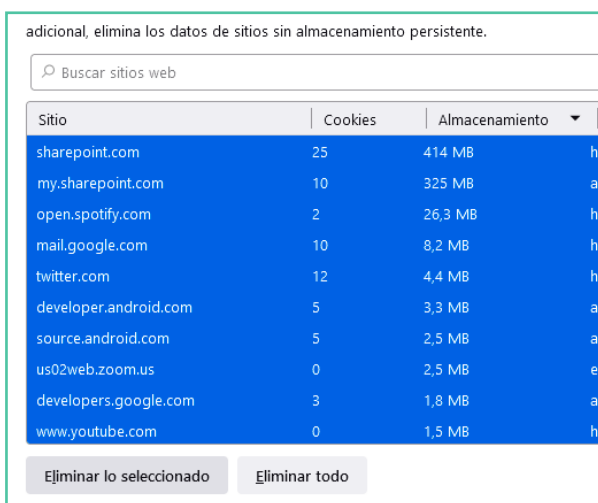 adicional, elimina los datos de sitios sin almacenamiento persistente.
Buscar sitios web
Sitio Cookies Almacenamiento
sharepoint.com 25 414 MB h
my.sharepoint.com 10 325 MB a
open.spotify.com 2 26,3 MB h
mail.google.com 10 8,2 MB h
twitter.com 12 4,4 MB h
developer.android.com 5 3,3 MB a
source.android.com 5 2,5 MB a
us02web.zoom.us 0 2,5 MB e
developers.google.com 3 1,8 MB a
www.youtube.com 0 1,5 MB h
Eliminar lo seleccionado Eliminar todo